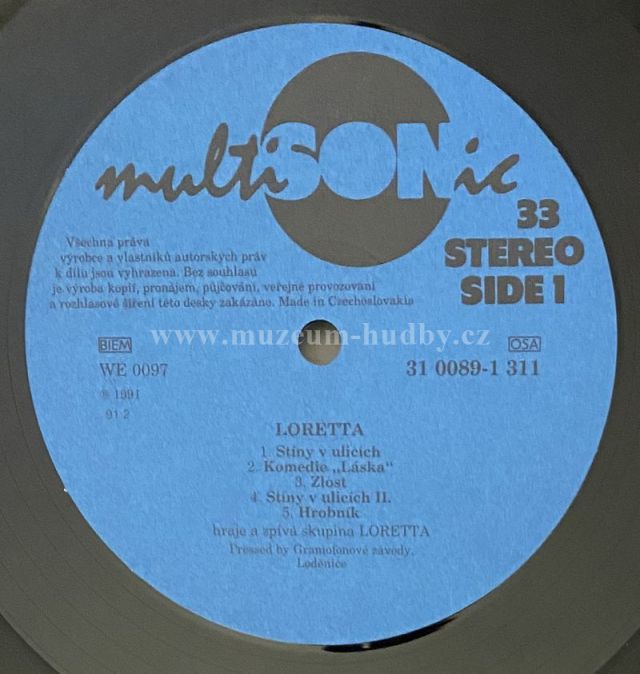 multiSONic
33
STEREO
SIDE 1
Všechna práva
výrobce a vlastníků autorských práv
k dílu jsou vyhrazena. Bez souhlasu
je výroba kopií, pronájem, půjčování, veřejné provozování
a rozhlasové šíření této desky zakázáno. Made in Czechoslovakia
www.muzeum-hudby.cz
BIEM
OSA
WE 0097
31 0089-1 311
℗ 1991
91 2
LORETTA
1. Stíny v ulicích
2. Komedie „Láska“
3. Zlost
4. Stíny v ulicích II.
5. Hrobník
hraje a zpívá skupina LORETTA
Pressed by Gramofonové závody,
Loděnice